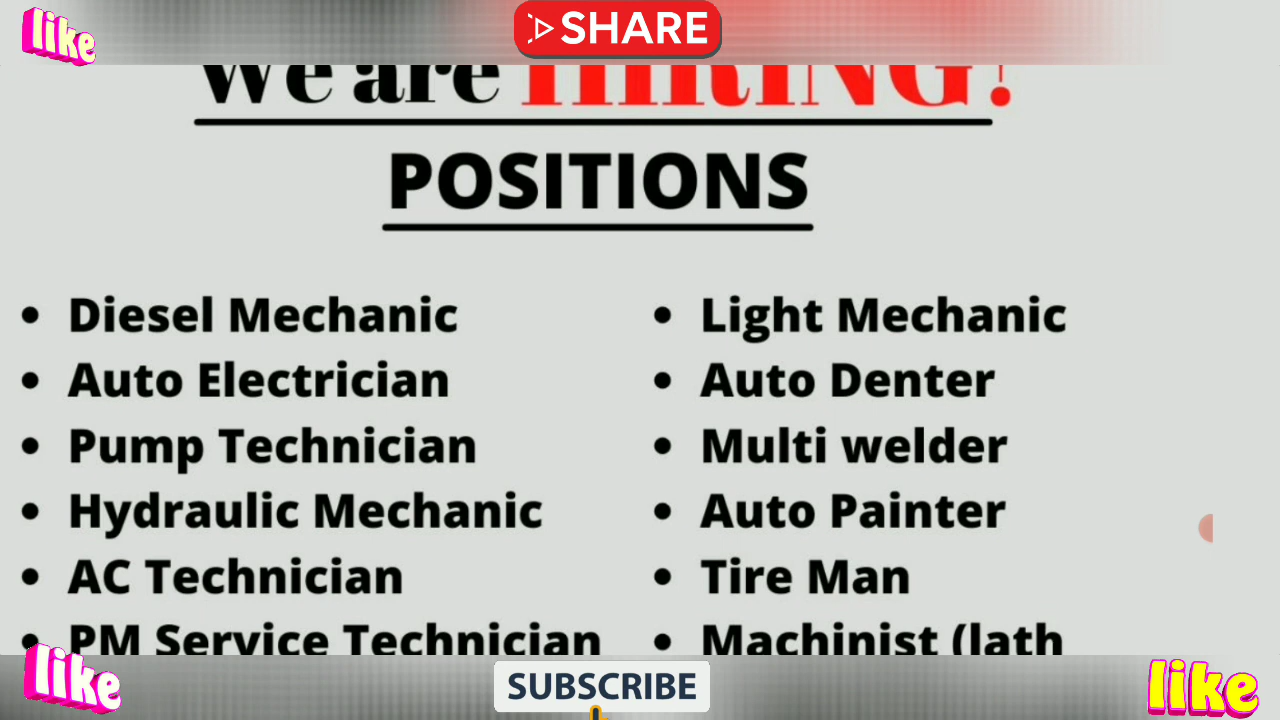 like
SHARE
We are HIRING!
POSITIONS
• Diesel Mechanic
• Auto Electrician
• Pump Technician
• Hydraulic Mechanic
• AC Technician
• PM Service Technician
• Light Mechanic
• Auto Denter
• Multi welder
• Auto Painter
• Tire Man
• Machinist (lath
like
SUBSCRIBE
like